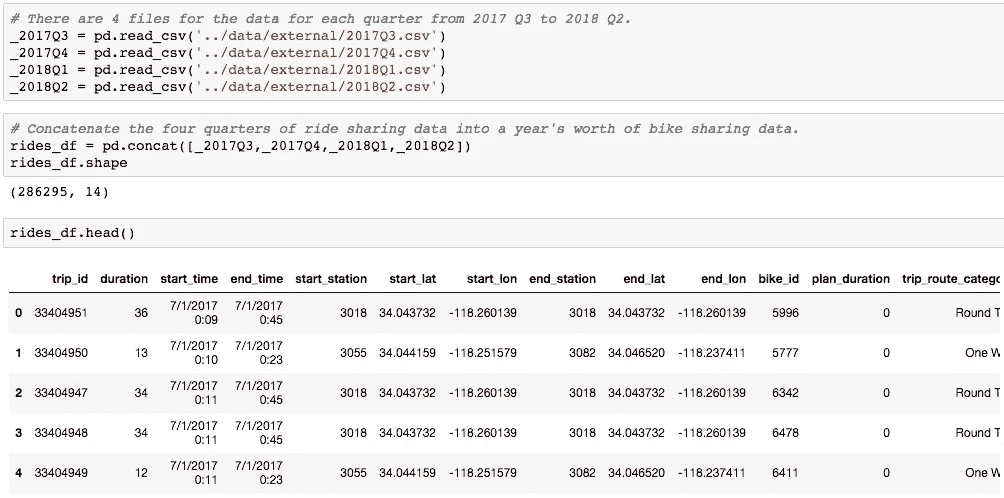 # There are 4 files for the data for each quarter from 2017 Q3 to 2018 Q2.
_2017Q3 = pd.read_csv('../data/external/2017Q3.csv')
_2017Q4 = pd.read_csv('../data/external/2017Q4.csv')
_2018Q1 = pd.read_csv('../data/external/2018Q1.csv')
_2018Q2 = pd.read_csv('../data/external/2018Q2.csv')
# Concatenate the four quarters of ride sharing data into a year's worth of bike sharing data.
rides_df = pd.concat([_2017Q3,_2017Q4,_2018Q1,_2018Q2])
rides_df.shape
(286295, 14)
rides_df.head()
trip_id duration start_time end_time start_station start_lat start_lon end_station end_lat end_lon bike_id plan_duration trip_route_catego
0 33404951 36 7/1/2017 0:09 7/1/2017 0:45 3018 34.043732 -118.260139 3018 34.043732 -118.260139 5996 0 Round T
1 33404950 13 7/1/2017 0:10 7/1/2017 0:23 3055 34.044159 -118.251579 3082 34.046520 -118.237411 5777 0 One W
2 33404947 34 7/1/2017 0:11 7/1/2017 0:45 3018 34.043732 -118.260139 3018 34.043732 -118.260139 6342 0 Round T
3 33404948 34 7/1/2017 0:11 7/1/2017 0:45 3018 34.043732 -118.260139 3018 34.043732 -118.260139 6478 0 Round T
4 33404949 12 7/1/2017 0:11 7/1/2017 0:23 3055 34.044159 -118.251579 3082 34.046520 -118.237411 6411 0 One W